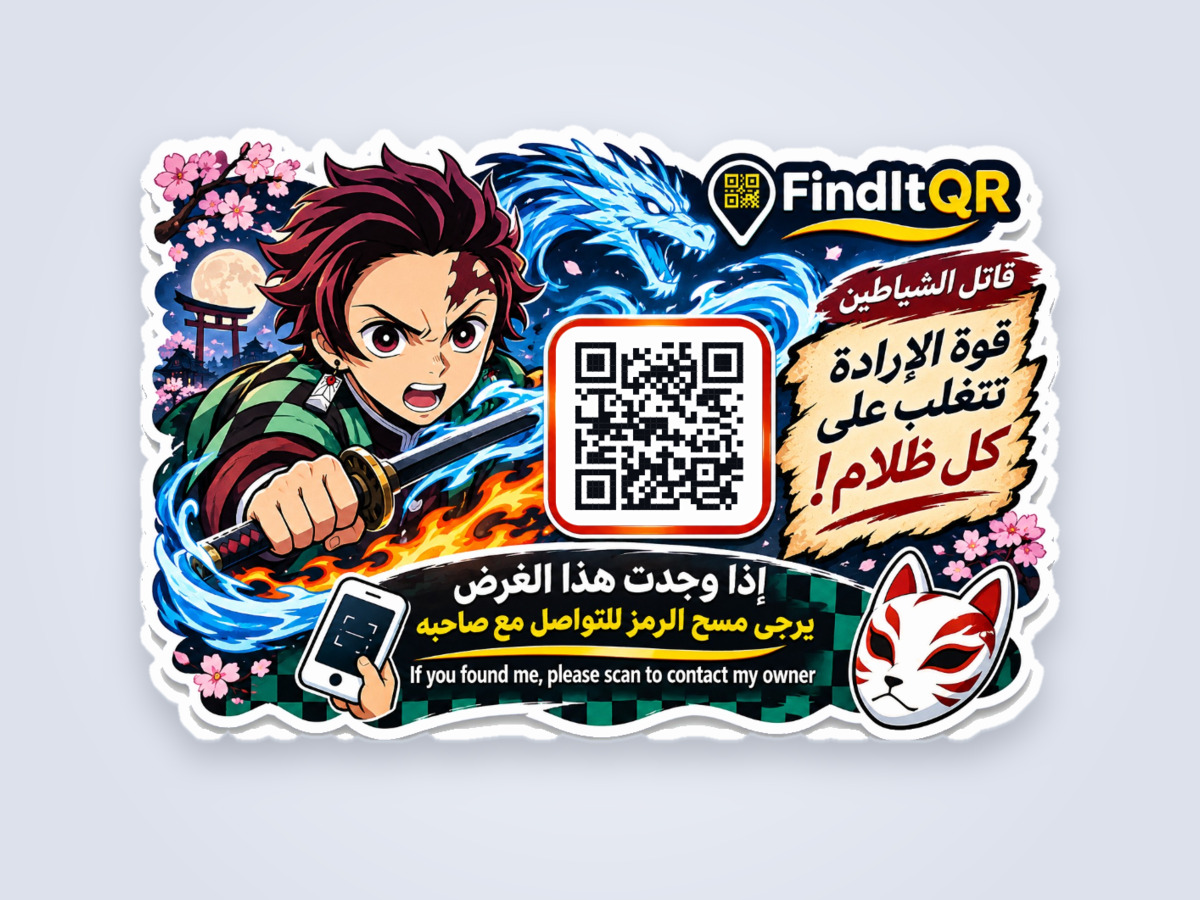 FindItQR
قاتل الشياطين
قوة الإرادة
تتغلب على
كل ظلام!
إذا وجدت هذا الغرض
يرجى مسح الرمز للتواصل مع صاحبه
If you found me, please scan to contact my owner